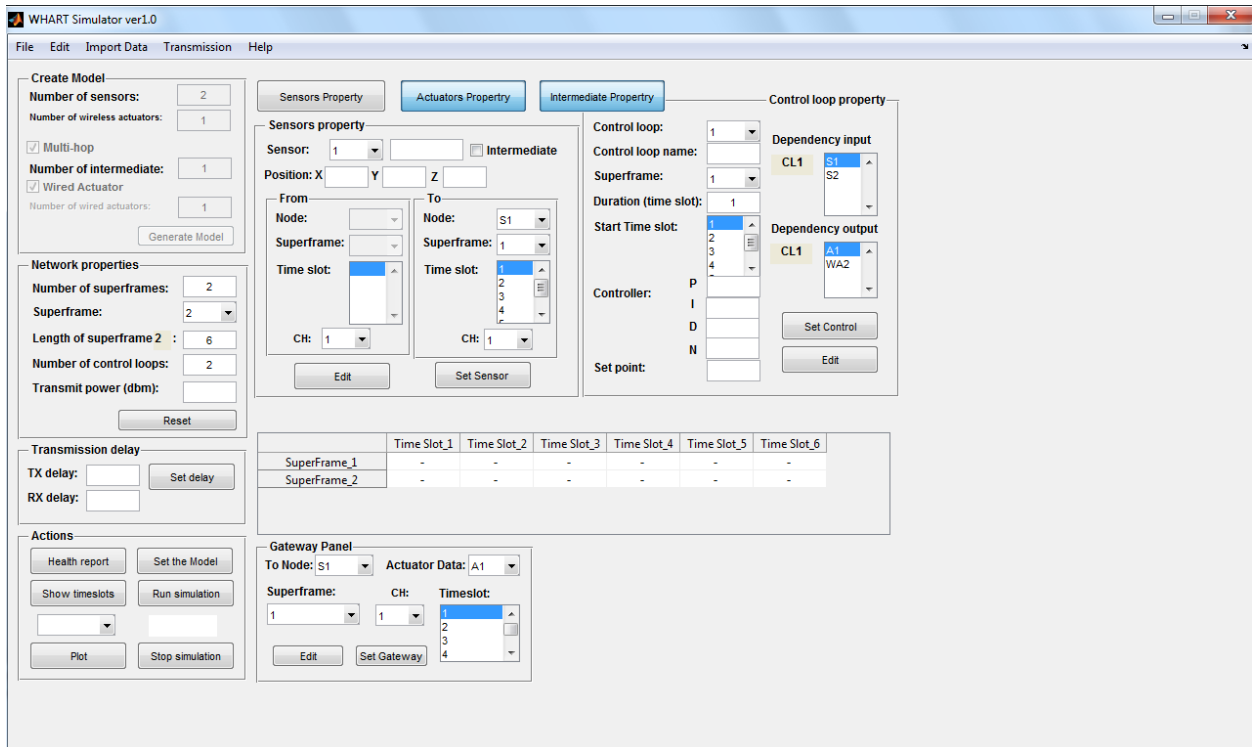 WHART Simulator ver1.0
File Edit Import Data Transmission Help
Create Model
Number of sensors: 2
Number of wireless actuators: 1
Multi-hop
Number of intermediate: 1
Wired Actuator
Number of wired actuators: 1
Generate Model
Network properties
Number of superframes: 2
Superframe: 2
Length of superframe 2 : 6
Number of control loops: 2
Transmit power (dbm):
Reset
Transmission delay
TX delay:
Set delay
RX delay:
Actions
Health report Set the Model
Show timeslots Run simulation
Plot Stop simulation
Sensors Property Actuators Propertry Intermediate Propertry
Sensors property
Sensor: 1 Intermediate
Position: X Y Z
From
Node:
Superframe:
Time slot:
CH: 1
Edit
To
Node: S1
Superframe: 1
Time slot: 1
2
3
4
CH: 1
Set Sensor
Control loop property
Control loop: 1
Control loop name:
Superframe: 1
Duration (time slot): 1
Start Time slot: 1
2
3
4
Controller: P
I
D
N
Set point:
Dependency input
CL1 S1
S2
Dependency output
CL1 A1
WA2
Set Control
Edit
Time Slot_1 Time Slot_2 Time Slot_3 Time Slot_4 Time Slot_5 Time Slot_6
SuperFrame_1 - - - - - -
SuperFrame_2 - - - - - -
Gateway Panel
To Node: S1 Actuator Data: A1
Superframe: CH: Timeslot:
1 1 1
2
3
4
Edit Set Gateway